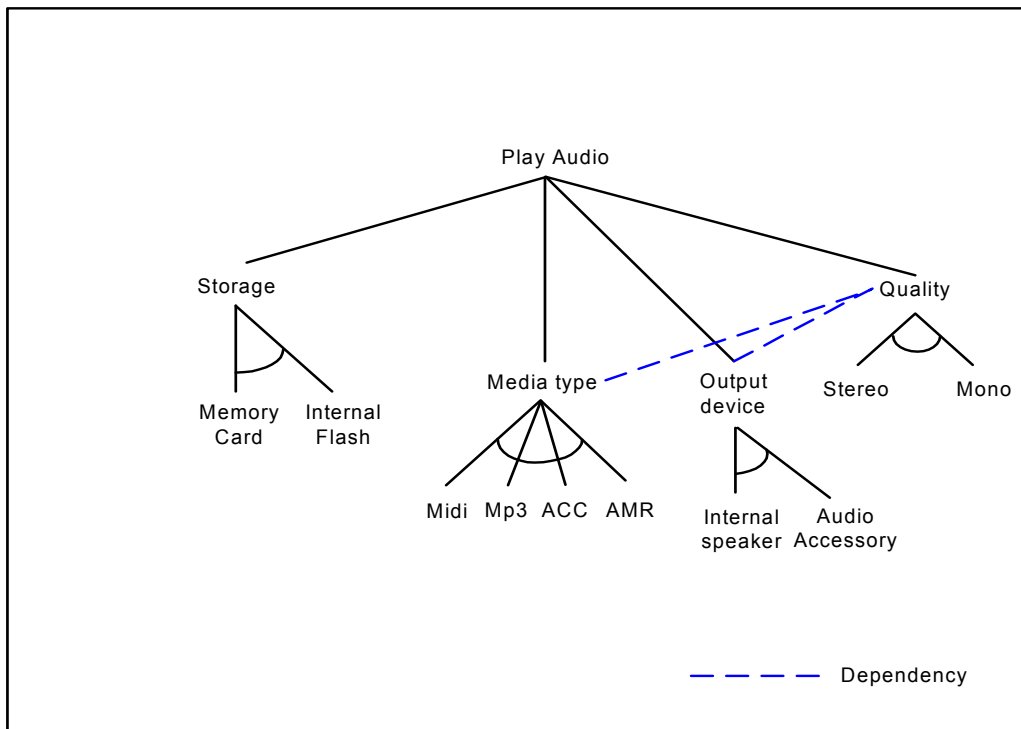 Play Audio
Storage
Quality
Media type
Output
device
Stereo
Mono
Memory
Card
Internal
Flash
Midi
Mp3
ACC
AMR
Internal
speaker
Audio
Accessory
Dependency